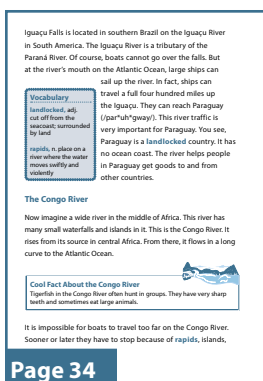 Iguaçu Falls is located in southern Brazil on the Iguaçu River
in South America. The Iguaçu River is a tributary of the
Paraná River. Of course, boats cannot go over the falls. But
at the river's mouth on the Atlantic Ocean, large ships can
sail up the river. In fact, ships can
travel a full four hundred miles up
the Iguaçu. They can reach Paraguay
(/par*uh*gway/). This river traffic is
very important for Paraguay. You see,
Paraguay is a landlocked country. It has
no ocean coast. The river helps people
in Paraguay get goods to and from
other countries.
Vocabulary
landlocked, adj.
cut off from the
seacoast; surrounded
by land
rapids, n. place on a
river where the water
moves swiftly and
violently
The Congo River
Now imagine a wide river in the middle of Africa. This river has
many small waterfalls and islands in it. This is the Congo River. It
rises from its source in central Africa. From there, it flows in a long
curve to the Atlantic Ocean.
Cool Fact About the Congo River
Tigerfish in the Congo River often hunt in groups. They have very sharp
teeth and sometimes eat large animals.
It is impossible for boats to travel too far on the Congo River.
Sooner or later they have to stop because of rapids, islands,
Page 34